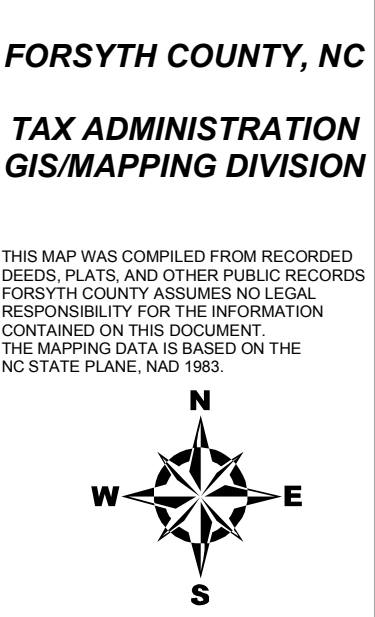 FORSYTH COUNTY, NC
TAX ADMINISTRATION
GIS/MAPPING DIVISION
THIS MAP WAS COMPILED FROM RECORDED
DEEDS, PLATS, AND OTHER PUBLIC RECORDS
FORSYTH COUNTY ASSUMES NO LEGAL
RESPONSIBILITY FOR THE INFORMATION
CONTAINED ON THIS DOCUMENT.
THE MAPPING DATA IS BASED ON THE
NC STATE PLANE, NAD 1983.
N
W E
S